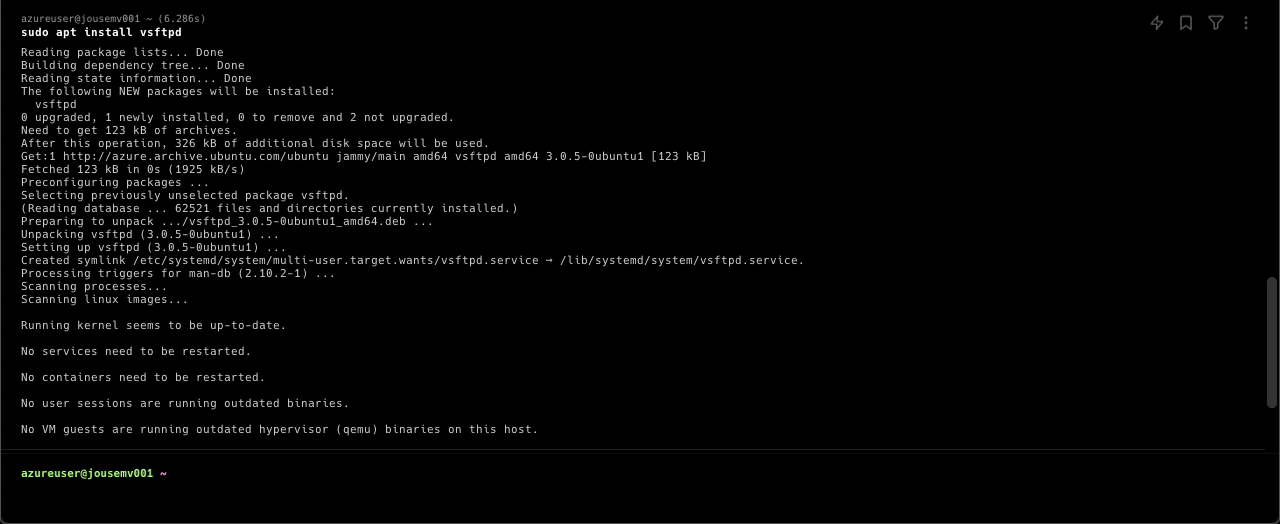 azureuser@jousemv001 ~ (6.286s)
sudo apt install vsftpd
Reading package lists... Done
Building dependency tree... Done
Reading state information... Done
The following NEW packages will be installed:
  vsftpd
0 upgraded, 1 newly installed, 0 to remove and 2 not upgraded.
Need to get 123 kB of archives.
After this operation, 326 kB of additional disk space will be used.
Get:1 http://azure.archive.ubuntu.com/ubuntu jammy/main amd64 vsftpd amd64 3.0.5-0ubuntu1 [123 kB]
Fetched 123 kB in 0s (1925 kB/s)
Preconfiguring packages ...
Selecting previously unselected package vsftpd.
(Reading database ... 62521 files and directories currently installed.)
Preparing to unpack .../vsftpd_3.0.5-0ubuntu1_amd64.deb ...
Unpacking vsftpd (3.0.5-0ubuntu1) ...
Setting up vsftpd (3.0.5-0ubuntu1) ...
Created symlink /etc/systemd/system/multi-user.target.wants/vsftpd.service → /lib/systemd/system/vsftpd.service.
Processing triggers for man-db (2.10.2-1) ...
Scanning processes...
Scanning linux images...

Running kernel seems to be up-to-date.

No services need to be restarted.

No containers need to be restarted.

No user sessions are running outdated binaries.

No VM guests are running outdated hypervisor (qemu) binaries on this host.

azureuser@jousemv001 ~